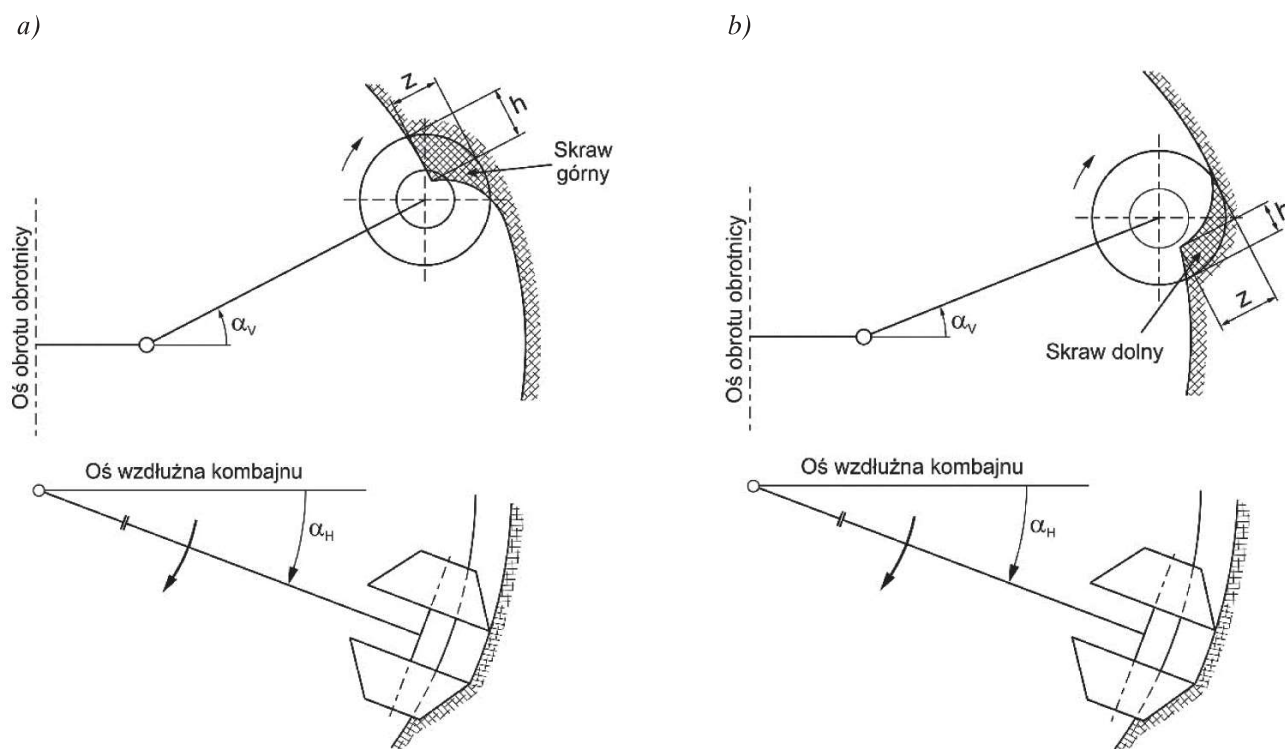 a)
z
h
Skraw
górny
Oś obrotu obrotnicy
αV
Oś wzdłużna kombajnu
αH
b)
h
z
Skraw dolny
Oś obrotu obrotnicy
αV
Oś wzdłużna kombajnu
αH